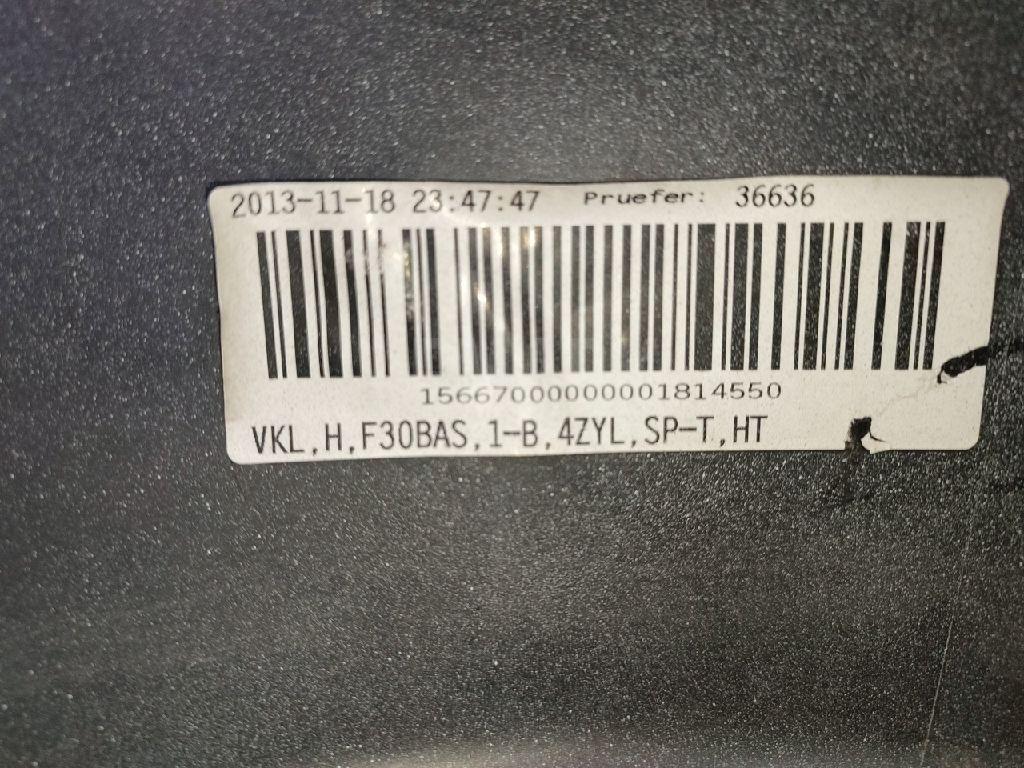 2013-11-18 23:47:47 Pruefer: 36636
15667000000001814550
VKL,H,F30BAS,1-B,4ZYL,SP-T,HT